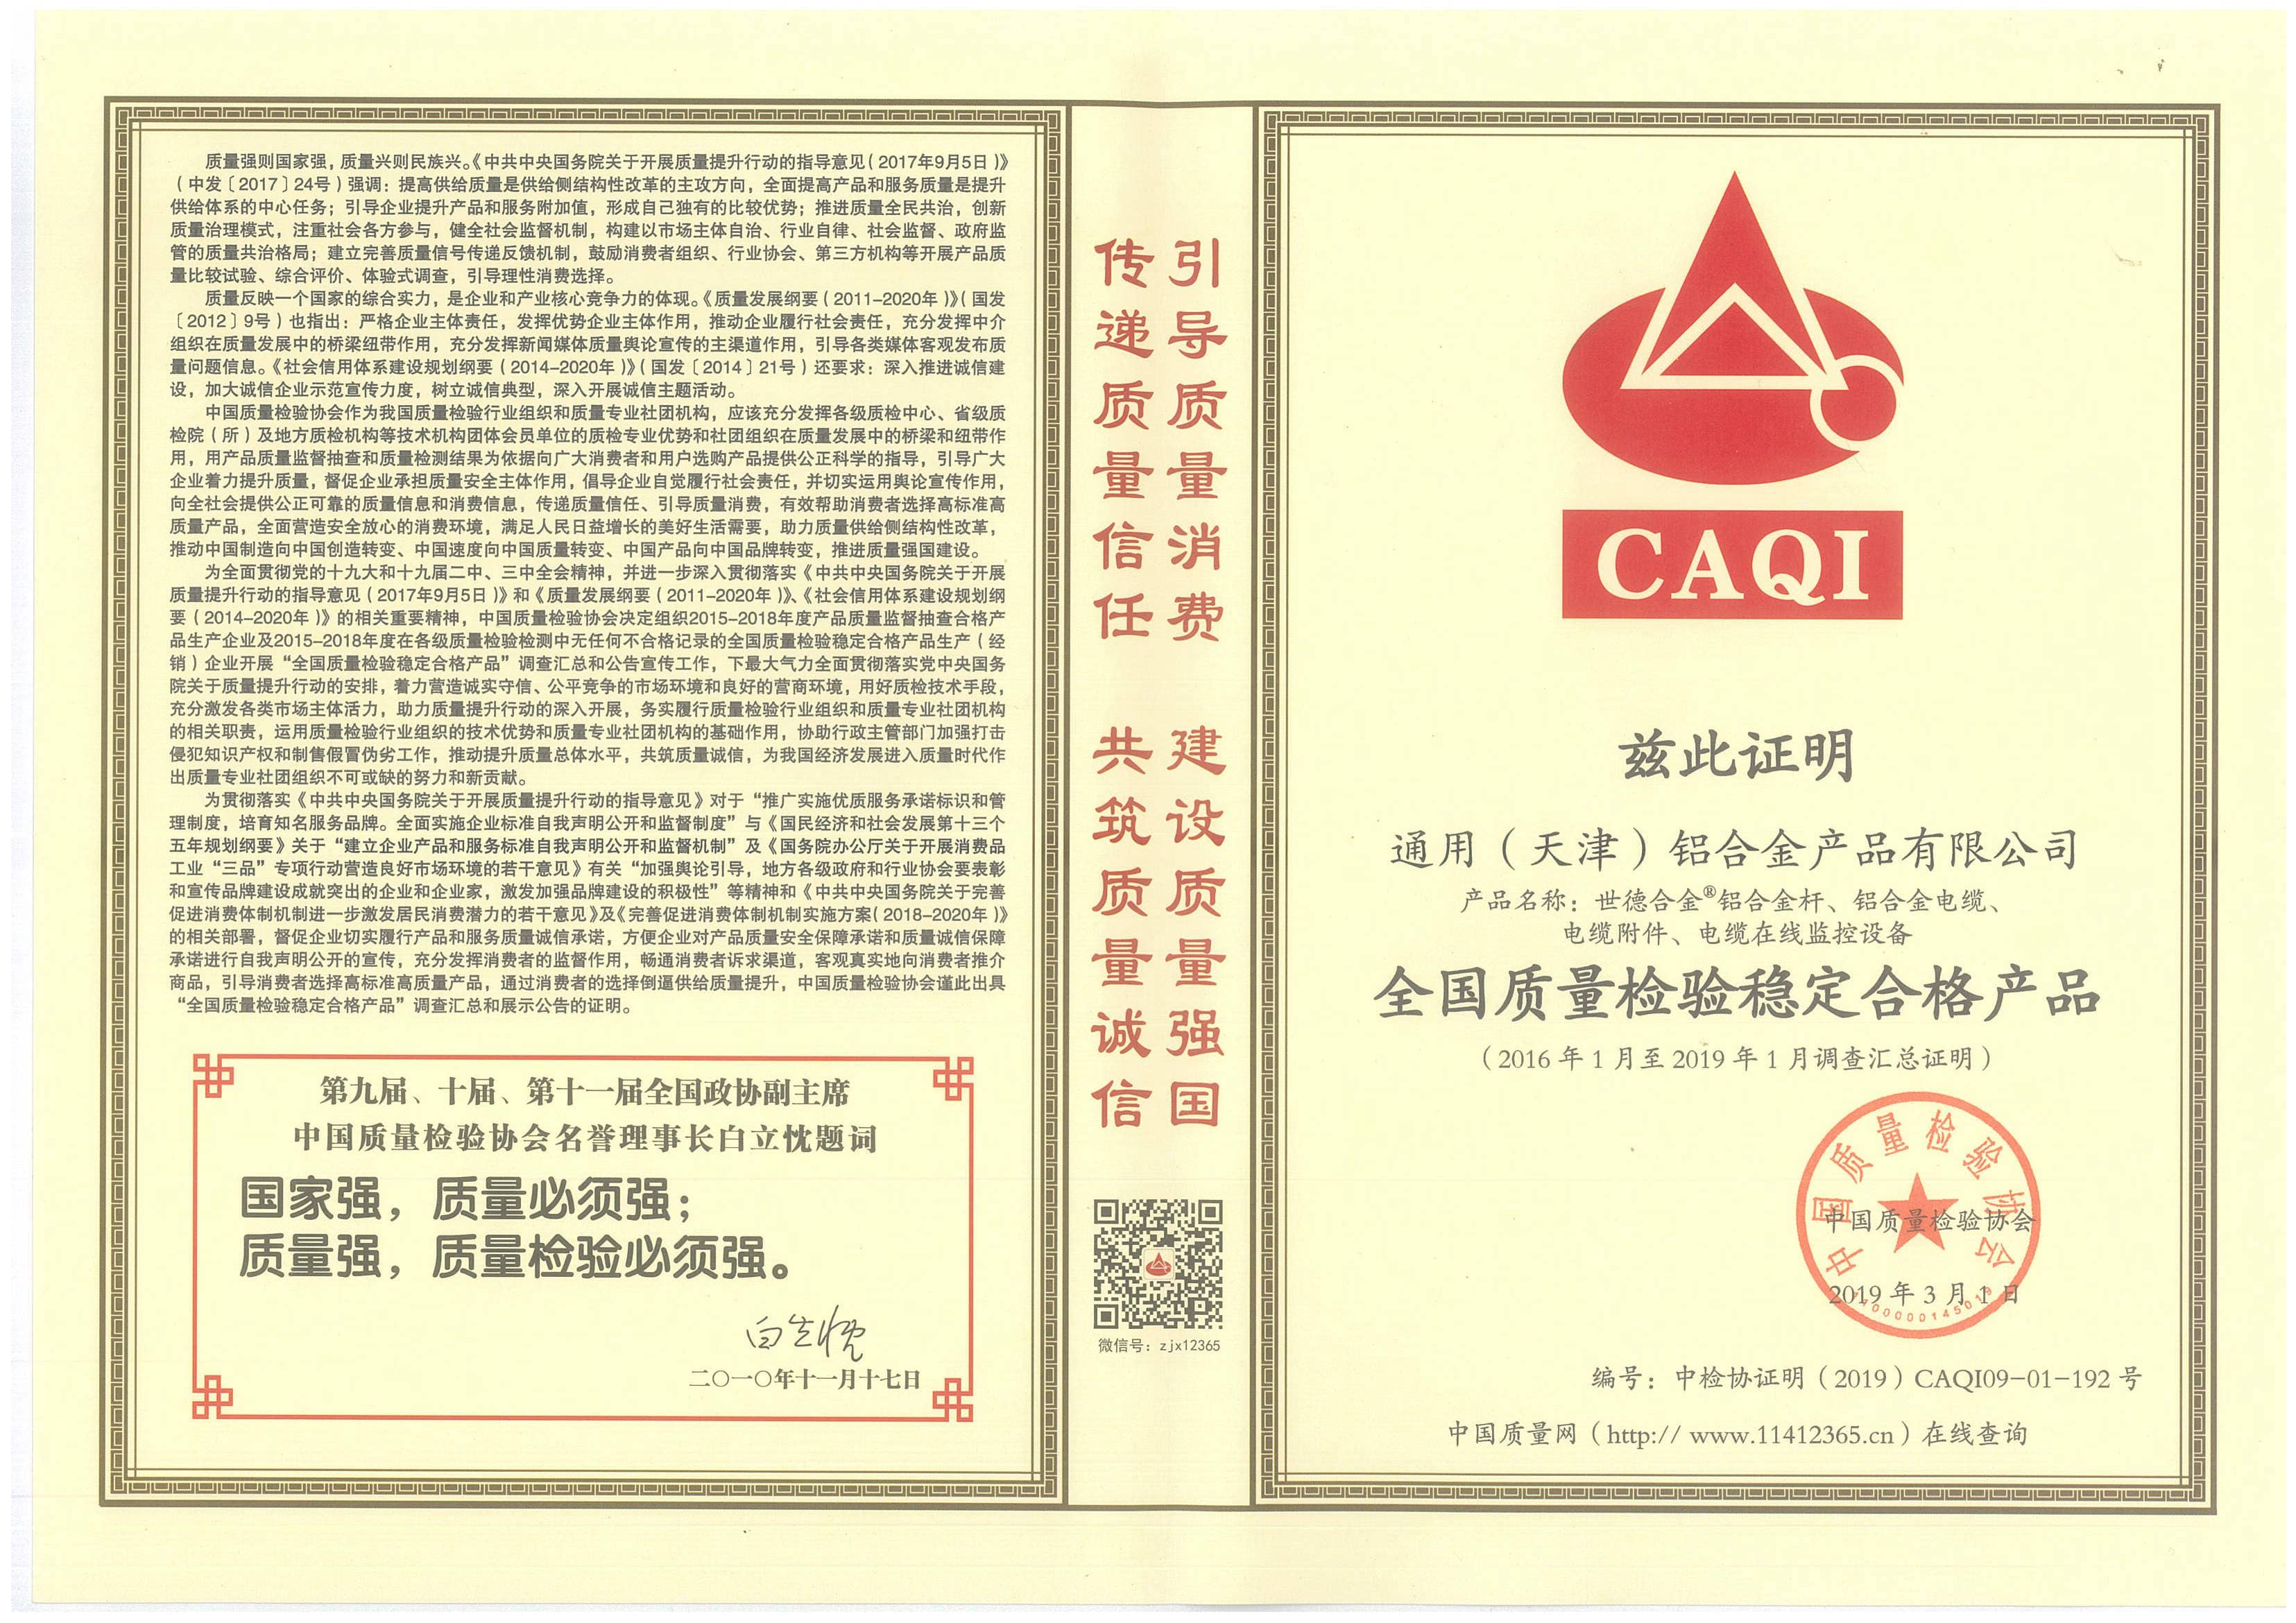 质量强则国家强，质量兴则民族兴。《中共中央国务院关于开展质量提升行动的指导意见（2017年9月5日）》
（中发〔2017〕24号）强调：提高供给质量是供给侧结构性改革的主攻方向，全面提高产品和服务质量是提升
供给体系的中心任务；引导企业提升产品和服务附加值，形成自己独有的比较优势；推进质量全民共治，创新
质量治理模式，注重社会各方参与，健全社会监督机制，构建以市场主体自治、行业自律、社会监督、政府监
管的质量共治格局；建立完善质量信号传递反馈机制，鼓励消费者组织、行业协会、第三方机构等开展产品质
量比较试验、综合评价、体验式调查，引导理性消费选择。
质量反映一个国家的综合实力，是企业和产业核心竞争力的体现。《质量发展纲要（2011-2020年）》（国发
〔2012〕9号）也指出：严格企业主体责任，发挥优势企业主体作用，推动企业履行社会责任，充分发挥中介
组织在质量发展中的桥梁纽带作用，充分发挥新闻媒体质量舆论宣传的主渠道作用，引导各类媒体客观发布质
量问题信息。《社会信用体系建设规划纲要（2014-2020年）》（国发〔2014〕21号）还要求：深入推进诚信建
设，加大诚信企业示范宣传力度，树立诚信典型，深入开展诚信主题活动。
中国质量检验协会作为我国质量检验行业组织和质量专业社团机构，应该充分发挥各级质检中心、省级质
检院（所）及地方质检机构等技术机构团体会员单位的质检专业优势和社团组织在质量发展中的桥梁和纽带作
用，用产品质量监督抽查和质量检测结果为依据向广大消费者和用户选购产品提供公正科学的指导，引导广大
企业着力提升质量，督促企业承担质量安全主体作用，倡导企业自觉履行社会责任，并切实运用舆论宣传作用，
向全社会提供公正可靠的质量信息和消费信息，传递质量信任、引导质量消费，有效帮助消费者选择高标准高
质量产品，全面营造安全放心的消费环境，满足人民日益增长的美好生活需要，助力质量供给侧结构性改革，
推动中国制造向中国创造转变、中国速度向中国质量转变、中国产品向中国品牌转变，推进质量强国建设。
为全面贯彻党的十九大和十九届二中、三中全会精神，并进一步深入贯彻落实《中共中央国务院关于开展
质量提升行动的指导意见（2017年9月5日）》和《质量发展纲要（2011-2020年）》、《社会信用体系建设规划纲
要（2014-2020年）》的相关重要精神，中国质量检验协会决定组织2015-2018年度产品质量监督抽查合格产
品生产企业及2015-2018年度在各级质量检验检测中无任何不合格记录的全国质量检验稳定合格产品生产（经
销）企业开展“全国质量检验稳定合格产品”调查汇总和公告宣传工作，下最大气力全面贯彻落实党中央国务
院关于质量提升行动的安排，着力营造诚实守信、公平竞争的市场环境和良好的营商环境，用好质检技术手段，
充分激发各类市场主体活力，助力质量提升行动的深入开展，务实履行质量检验行业组织和质量专业社团机构
的相关职责，运用质量检验行业组织的技术优势和质量专业社团机构的基础作用，协助行政主管部门加强打击
侵犯知识产权和制售假冒伪劣工作，推动提升质量总体水平，共筑质量诚信，为我国经济发展进入质量时代作
出质量专业社团组织不可或缺的努力和新贡献。
为贯彻落实《中共中央国务院关于开展质量提升行动的指导意见》对于“推广实施优质服务承诺标识和管
理制度，培育知名服务品牌。全面实施企业标准自我声明公开和监督制度”与《国民经济和社会发展第十三个
五年规划纲要》关于“建立企业产品和服务标准自我声明公开和监督机制”及《国务院办公厅关于开展消费品
工业“三品”专项行动营造良好市场环境的若干意见》有关“加强舆论引导，地方各级政府和行业协会要表彰
和宣传品牌建设成就突出的企业和企业家，激发加强品牌建设的积极性”等精神和《中共中央国务院关于完善
促进消费体制机制进一步激发居民消费潜力的若干意见》及《完善促进消费体制机制实施方案（2018-2020年）》
的相关部署，督促企业切实履行产品和服务质量诚信承诺，方便企业对产品质量安全保障承诺和质量诚信保障
承诺进行自我声明公开的宣传，充分发挥消费者的监督作用，畅通消费者诉求渠道，客观真实地向消费者推介
商品，引导消费者选择高标准高质量产品，通过消费者的选择倒逼供给质量提升，中国质量检验协会谨此出具
“全国质量检验稳定合格产品”调查汇总和展示公告的证明。
第九届、十届、第十一届全国政协副主席
中国质量检验协会名誉理事长白立忱题词
国家强，质量必须强；
质量强，质量检验必须强。
白立忱
二〇一〇年十一月十七日
传递质量信任 共筑质量诚信
引导质量消费 建设质量强国
微信号：zjx12365
CAQI
兹此证明
通用（天津）铝合金产品有限公司
产品名称：世德合金®铝合金杆、铝合金电缆、
电缆附件、电缆在线监控设备
全国质量检验稳定合格产品
（2016年1月至2019年1月调查汇总证明）
中国质量检验协会
中国质量检验协会
2019年3月1日
编号：中检协证明（2019）CAQI09-01-192号
中国质量网（http:// www.11412365.cn）在线查询